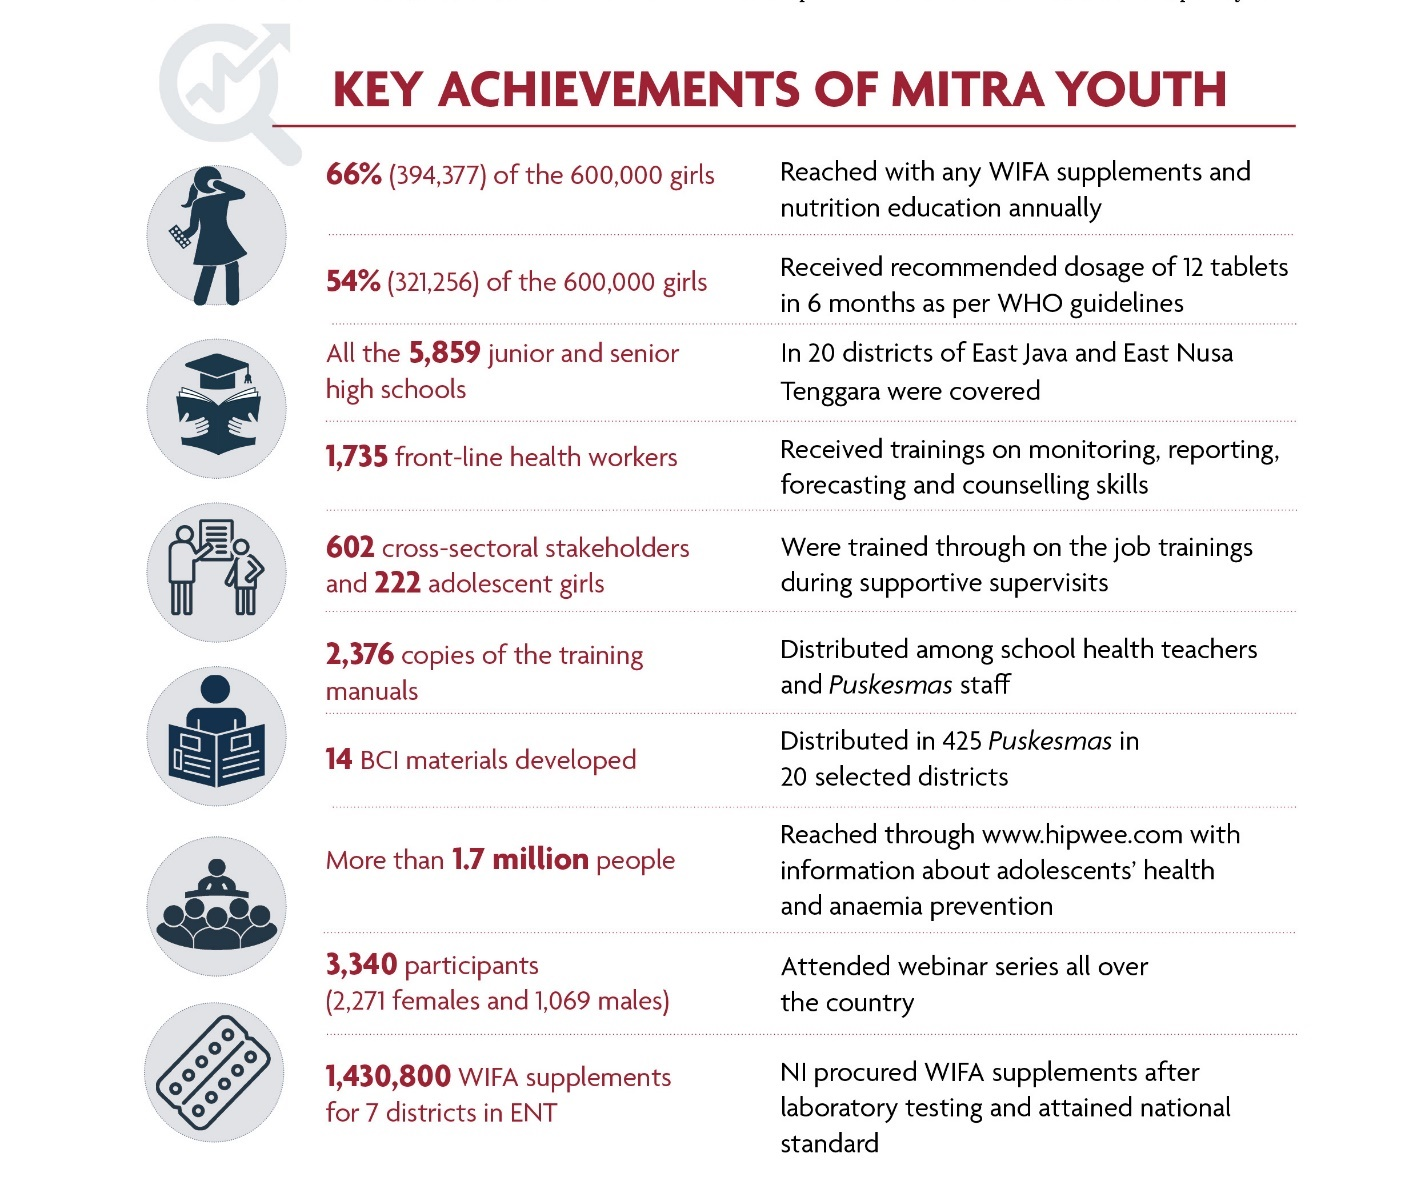 KEY ACHIEVEMENTS OF MITRA YOUTH
66% (394,377) of the 600,000 girls
Reached with any WIFA supplements and
nutrition education annually
54% (321,256) of the 600,000 girls
Received recommended dosage of 12 tablets
in 6 months as per WHO guidelines
All the 5,859 junior and senior
high schools
In 20 districts of East Java and East Nusa
Tenggara were covered
1,735 front-line health workers
Received trainings on monitoring, reporting,
forecasting and counselling skills
602 cross-sectoral stakeholders
and 222 adolescent girls
Were trained through on the job trainings
during supportive supervisits
2,376 copies of the training
manuals
Distributed among school health teachers
and Puskesmas staff
14 BCI materials developed
Distributed in 425 Puskesmas in
20 selected districts
More than 1.7 million people
Reached through www.hipwee.com with
information about adolescents’ health
and anaemia prevention
3,340 participants
(2,271 females and 1,069 males)
Attended webinar series all over
the country
1,430,800 WIFA supplements
for 7 districts in ENT
NI procured WIFA supplements after
laboratory testing and attained national
standard